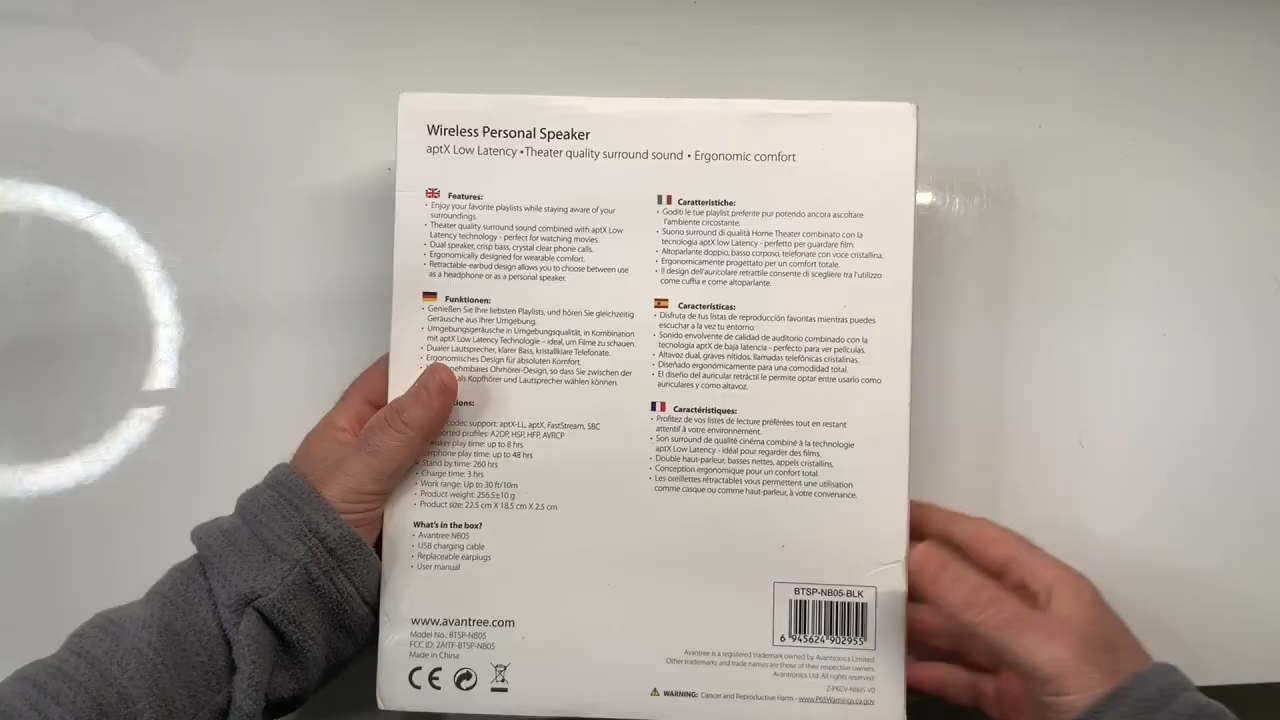 Wireless Personal Speaker
aptX Low Latency • Theater quality surround sound • Ergonomic comfort
Features:
• Enjoy your favorite playlists while staying aware of your
surroundings.
• Theater quality surround sound combined with aptX Low
Latency technology - perfect for watching movies.
• Dual speaker, crisp bass, crystal clear phone calls.
• Ergonomically designed for wearable comfort.
• Retractable-earbud design allows you to choose between use
as a headphone or as a personal speaker.
Funktionen:
• Genießen Sie Ihre liebsten Playlists, und hören Sie gleichzeitig
Geräusche aus Ihrer Umgebung.
• Umgebungsgeräusche in Umgebungsqualität, in Kombination
mit aptX Low Latency Technologie – ideal, um Filme zu schauen.
• Dualer Lautsprecher, klarer Bass, kristallklare Telefonate.
• Ergonomisches Design für absoluten Komfort.
Ohrhörer-Design, so dass Sie zwischen der
als Kopfhörer und Lautsprecher wählen können.
codec support: aptX-LL, aptX, FastStream, SBC
profiles: A2DP, HSP, HFP, AVRCP
play time: up to 8 hrs
play time: up to 48 hrs
• Stand by time: 260 hrs
• Charge time: 3 hrs
• Work range: Up to 30 ft/10m
• Product weight: 256.5±10 g
• Product size: 22.5 cm X 18.5 cm X 2.5 cm
What's in the box?
• Avantree NB05
• USB charging cable
• Replaceable earplugs
• User manual
www.avantree.com
Model No.: BTSP-NB05
FCC ID: 2AITF-BTSP-NB05
Made in China
CE
Caratteristiche:
• Goditi le tue playlist preferite pur potendo ancora ascoltare
l'ambiente circostante.
• Suono surround di qualità Home Theater combinato con la
tecnologia aptX low Latency - perfetto per guardare film.
• Altoparlante doppio, basso corposo, telefonate con voce cristallina.
• Ergonomicamente progettato per un comfort totale.
• Il design dell'auricolare retrattile consente di scegliere tra l'utilizzo
come cuffia e come altoparlante.
Características:
• Disfruta de tus listas de reproducción favoritas mientras puedes
escuchar a la vez tu entorno.
• Sonido envolvente de calidad de auditorio combinado con la
tecnología aptX de baja latencia - perfecto para ver películas.
• Altavoz dual, graves nítidos, llamadas telefónicas cristalinas.
• Diseñado ergonómicamente para una comodidad total.
• El diseño del auricular retráctil le permite optar entre usarlo como
auriculares y como altavoz.
Caractéristiques:
• Profitez de vos listes de lecture préférées tout en restant
attentif à votre environnement.
• Son surround de qualité cinéma combiné à la technologie
aptX Low Latency - idéal pour regarder des films.
• Double haut-parleur, basses nettes, appels cristallins.
• Conception ergonomique pour un confort total.
• Les oreillettes rétractables vous permettent une utilisation
comme casque ou comme haut-parleur, à votre convenance.
BTSP-NB05-BLK
6 945624 902955
Avantree is a registered trademark owned by Avantronics Limited
Other trademarks and trade names are those of their respective owners
Avantronics Ltd. All rights reserved
Z-PKCV-NB05-V0
WARNING: Cancer and Reproductive Harm - www.P65Warnings.ca.gov